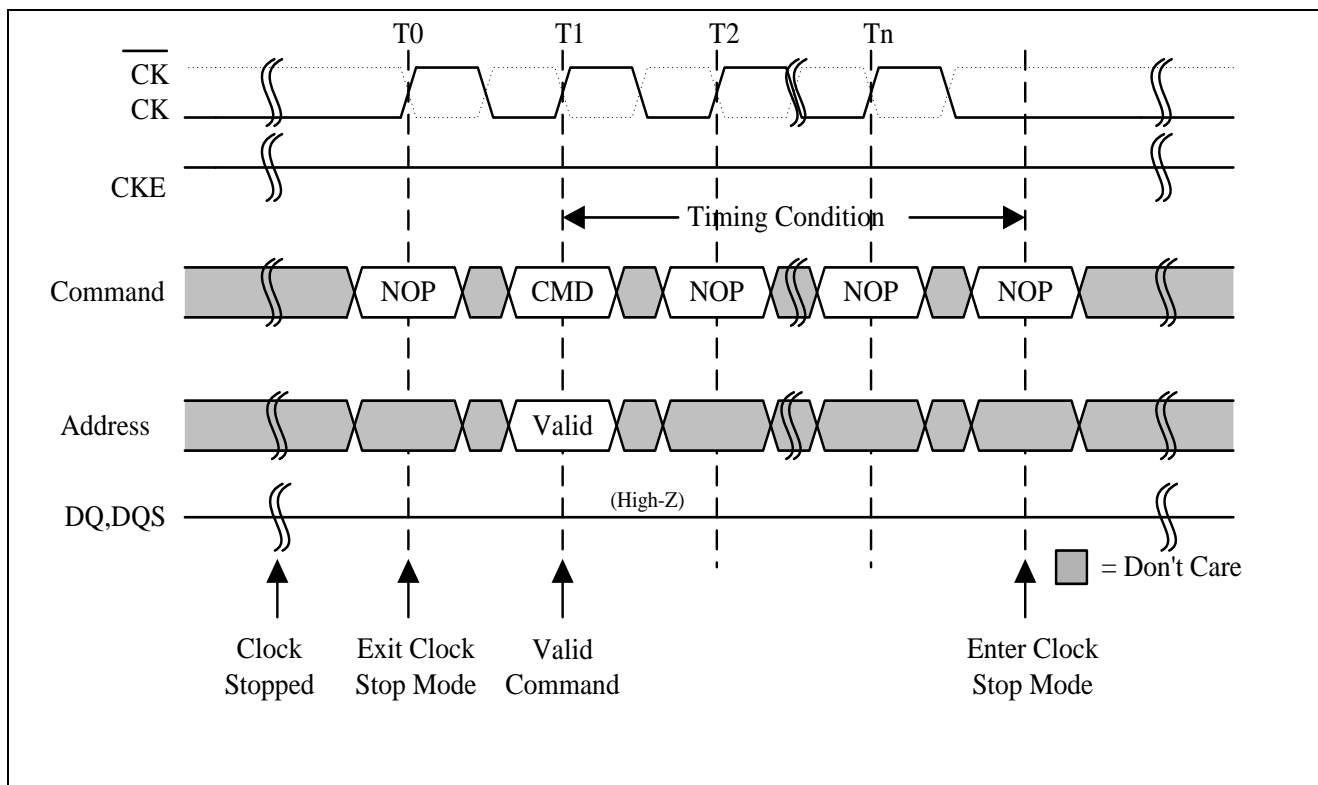 T0 T1 T2 Tn
CK
CK
CKE
Timing Condition
Command NOP CMD NOP NOP NOP
Address Valid
DQ,DQS (High-Z)
= Don't Care
Clock Stopped
Exit Clock Stop Mode
Valid Command
Enter Clock Stop Mode